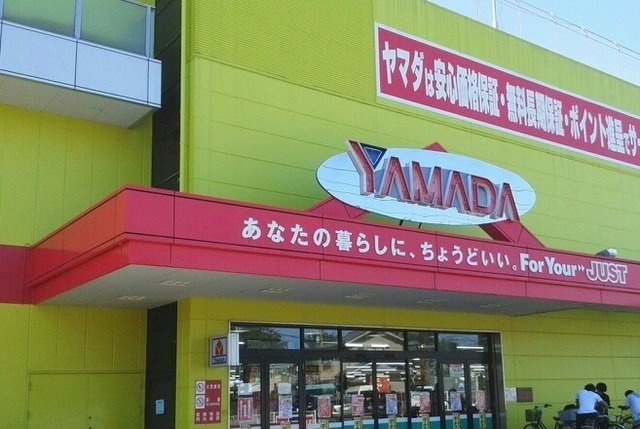 ヤマダは安心価格保証・無料長期保証・ポイント進呈でサー
YAMADA
あなたの暮らしに、ちょうどいい。For Your" JUST